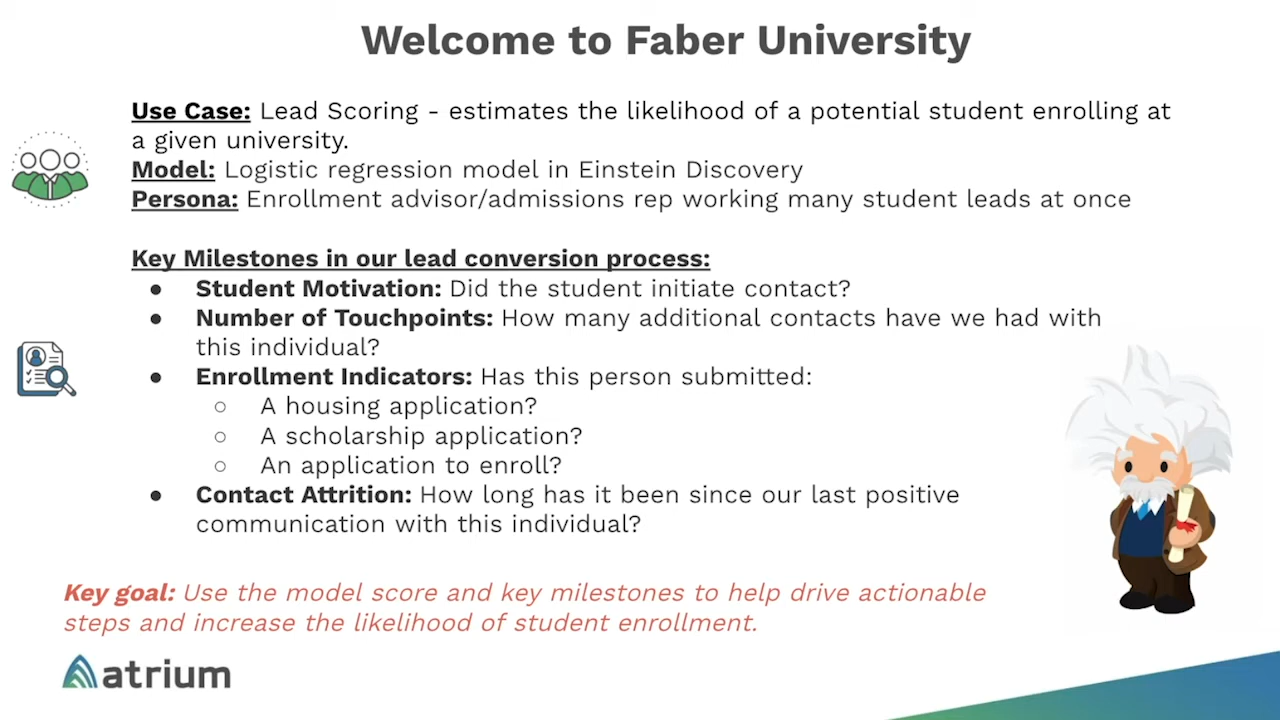 Welcome to Faber University
Use Case: Lead Scoring - estimates the likelihood of a potential student enrolling at
a given university.
Model: Logistic regression model in Einstein Discovery
Persona: Enrollment advisor/admissions rep working many student leads at once
Key Milestones in our lead conversion process:
● Student Motivation: Did the student initiate contact?
● Number of Touchpoints: How many additional contacts have we had with
this individual?
● Enrollment Indicators: Has this person submitted:
○ A housing application?
○ A scholarship application?
○ An application to enroll?
● Contact Attrition: How long has it been since our last positive
communication with this individual?
Key goal: Use the model score and key milestones to help drive actionable
steps and increase the likelihood of student enrollment.
atrium